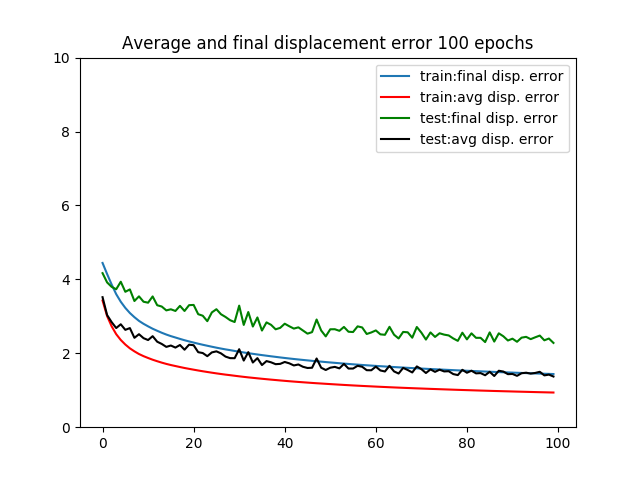 Average and final displacement error 100 epochs
10
8
6
4
2
0
train:final disp. error
train:avg disp. error
test:final disp. error
test:avg disp. error
0 20 40 60 80 100